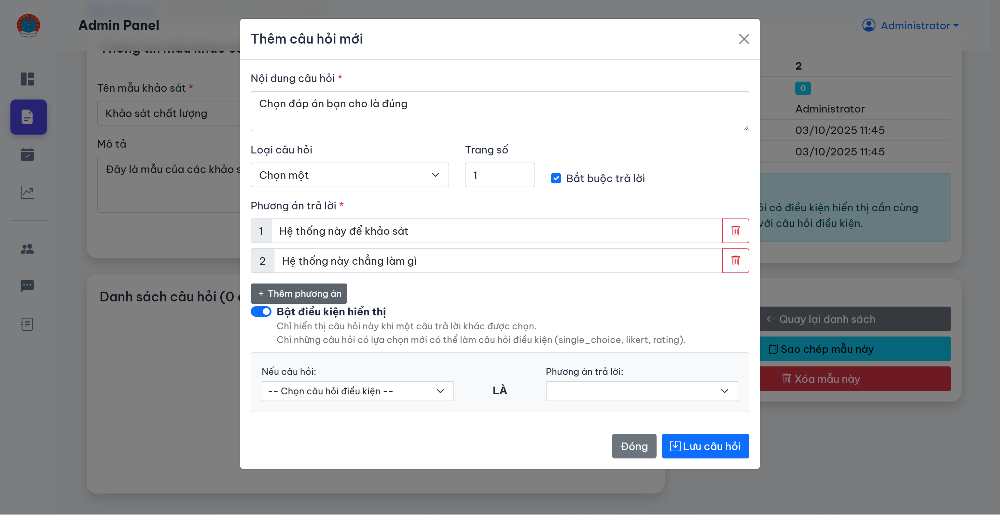 Admin Panel
Administrator
Thêm câu hỏi mới
Nội dung câu hỏi *
Chọn đáp án bạn cho là đúng
Loại câu hỏi
Trang số
Chọn một
1
Bắt buộc trả lời
Phương án trả lời *
1 Hệ thống này để khảo sát
2 Hệ thống này chẳng làm gì
+ Thêm phương án
Bật điều kiện hiển thị
Chỉ hiển thị câu hỏi này khi một câu trả lời khác được chọn.
Chỉ những câu hỏi có lựa chọn mới có thể làm câu hỏi điều kiện (single_choice, likert, rating).
Nếu câu hỏi:
-- Chọn câu hỏi điều kiện --
LÀ
Phương án trả lời:
Đóng
Lưu câu hỏi
Tên mẫu khảo sát *
Khảo sát chất lượng
Mô tả
Đây là mẫu của các khảo
Danh sách câu hỏi (0
2
0
Administrator
03/10/2025 11:45
03/10/2025 11:45
có điều kiện hiển thị cần cùng
với câu hỏi điều kiện.
Quay lại danh sách
Sao chép mẫu này
Xóa mẫu này